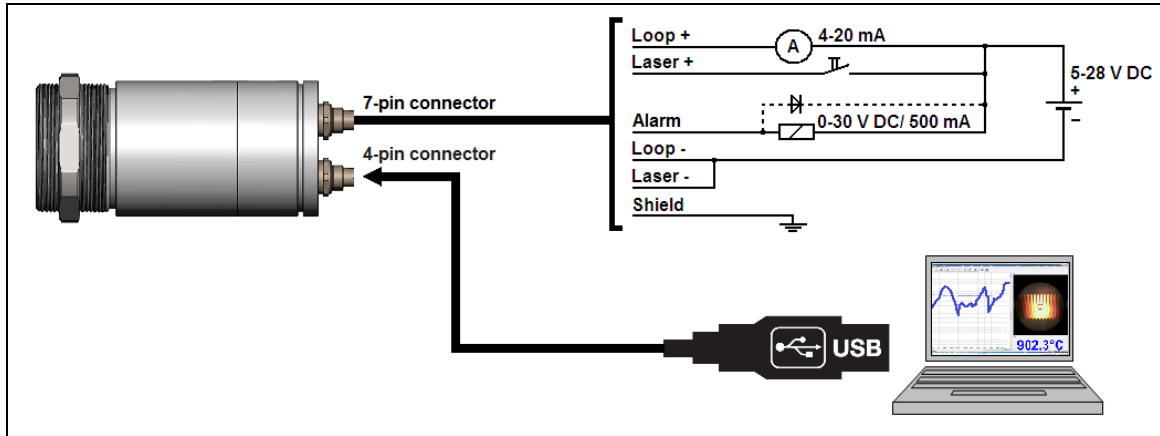 Loop +
A
4-20 mA
Laser +
5-28 V DC
+
−
7-pin connector
Alarm
0-30 V DC/ 500 mA
4-pin connector
Loop -
Laser -
Shield
USB
902.3°C